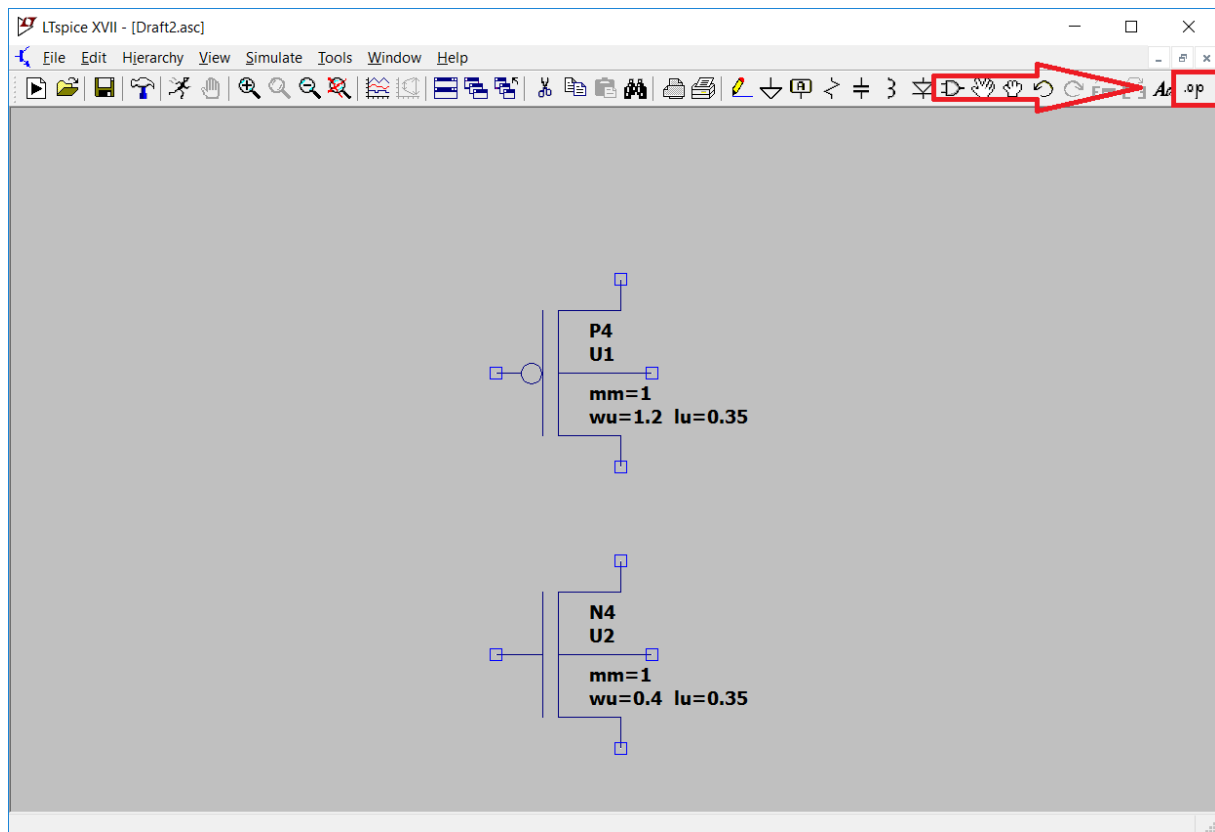 LTspice XVII - [Draft2.asc]
File Edit Hierarchy View Simulate Tools Window Help
.op
P4
U1
mm=1
wu=1.2 lu=0.35
N4
U2
mm=1
wu=0.4 lu=0.35